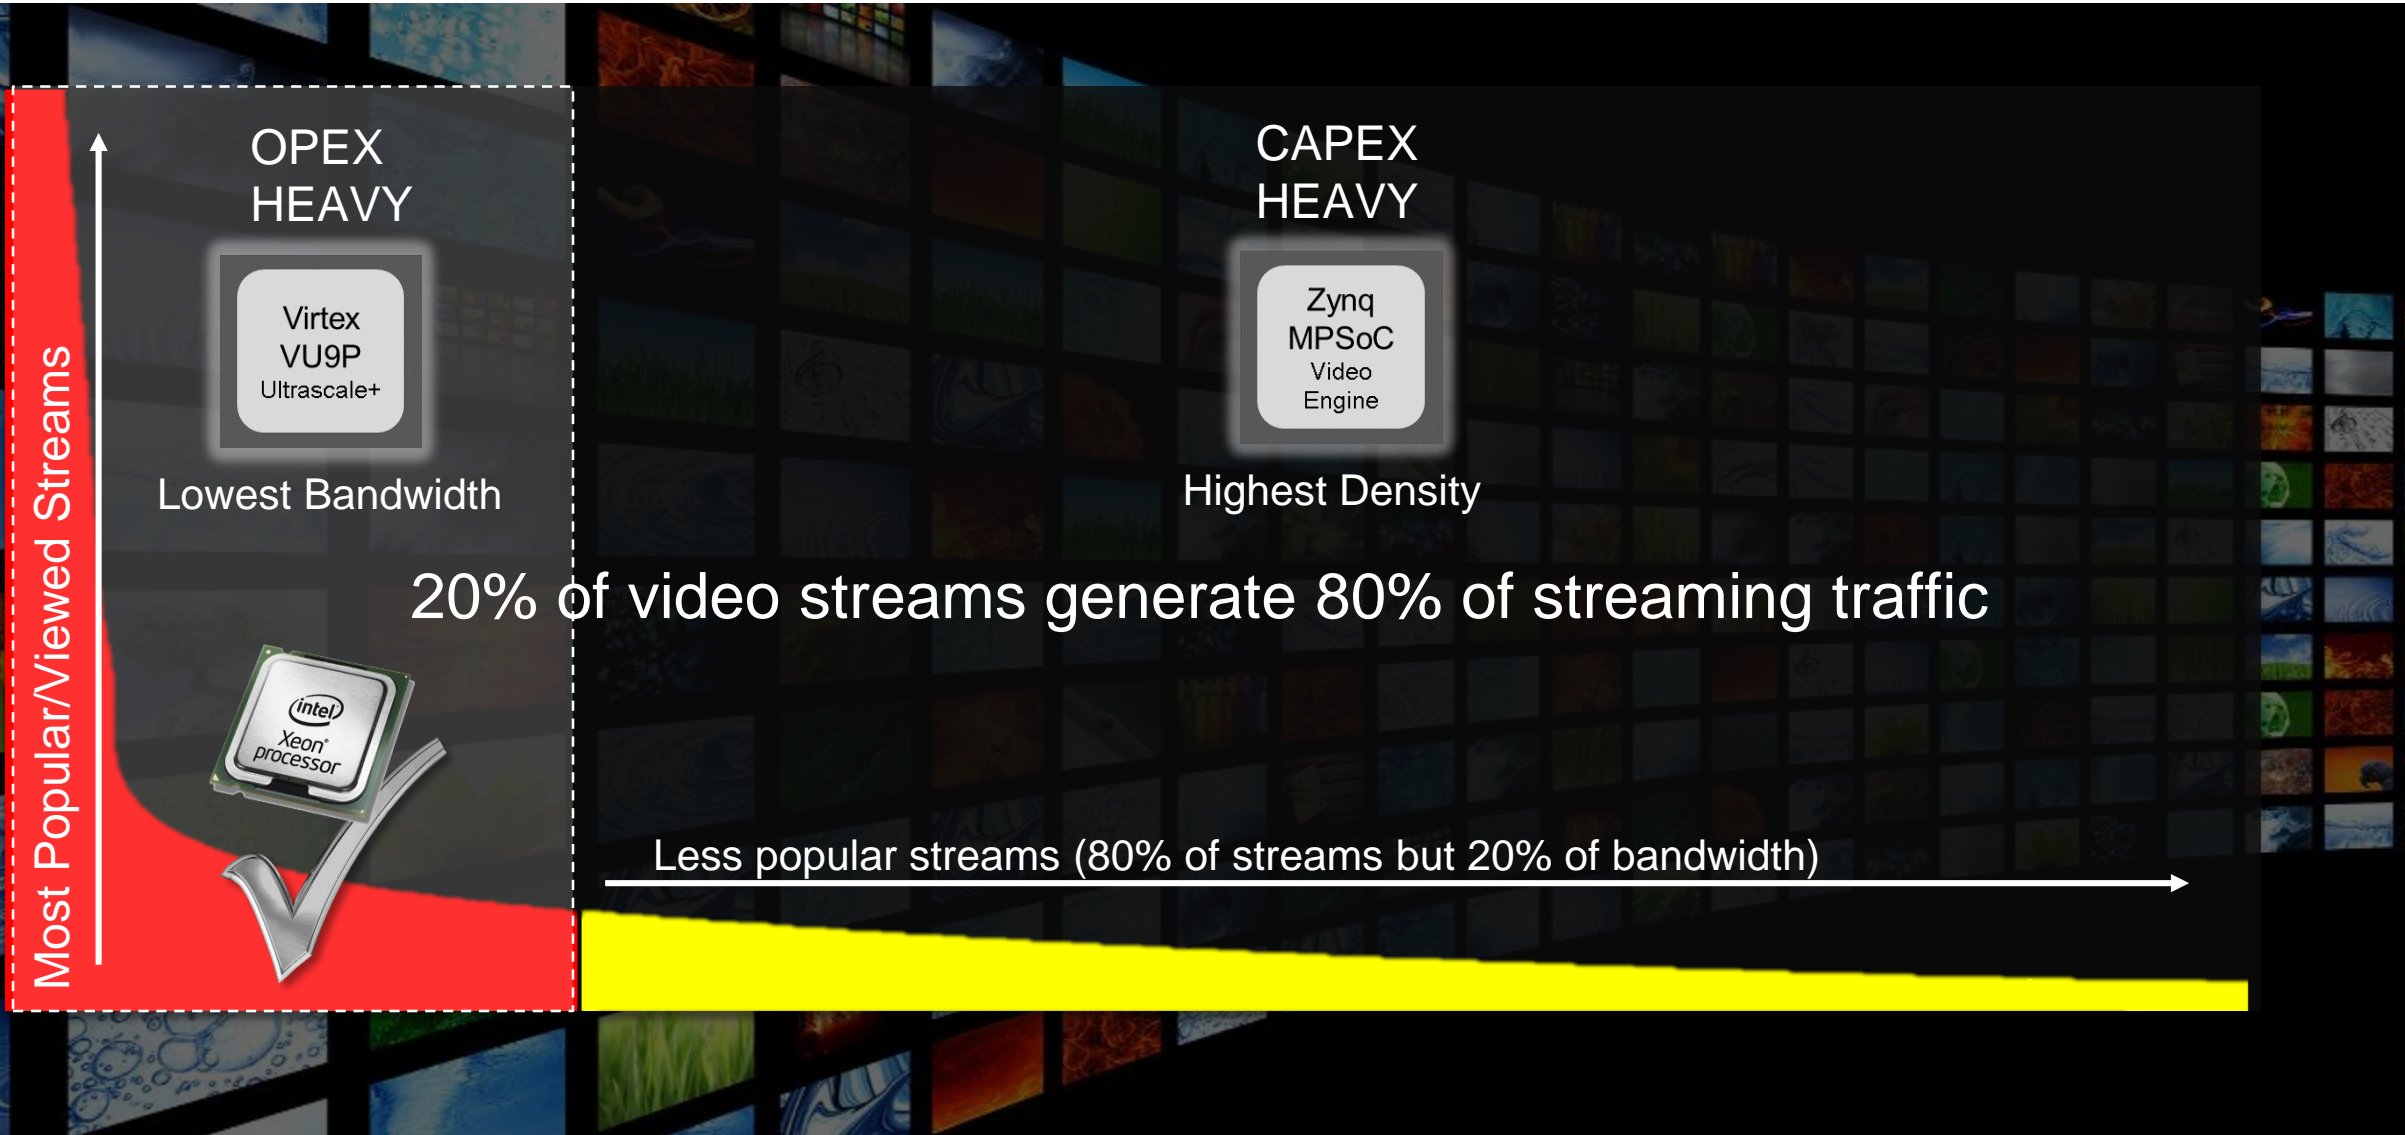 OPEX
HEAVY
Virtex
VU9P
Ultrascale+
Lowest Bandwidth
CAPEX
HEAVY
Zynq
MPSoC
Video
Engine
Highest Density
20% of video streams generate 80% of streaming traffic
Most Popular/Viewed Streams
intel
Xeon®
processor
Less popular streams (80% of streams but 20% of bandwidth)